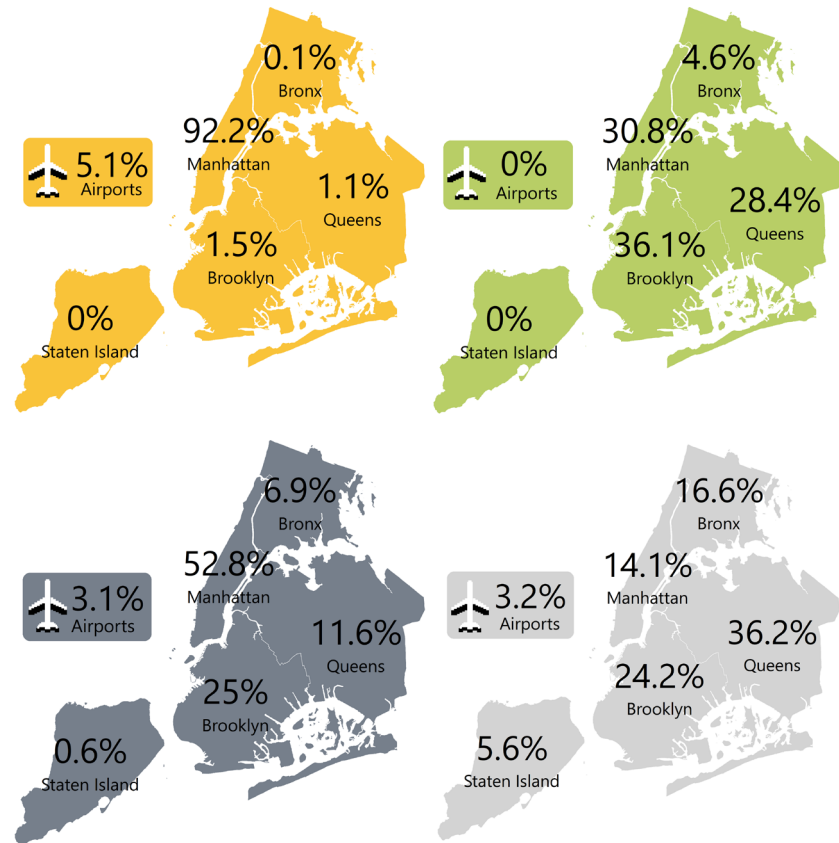 0.1%
Bronx
92.2%
Manhattan
5.1%
Airports
1.1%
Queens
1.5%
Brooklyn
0%
Staten Island
4.6%
Bronx
30.8%
Manhattan
0%
Airports
28.4%
Queens
36.1%
Brooklyn
0%
Staten Island
6.9%
Bronx
52.8%
Manhattan
3.1%
Airports
11.6%
Queens
25%
Brooklyn
0.6%
Staten Island
16.6%
Bronx
14.1%
Manhattan
3.2%
Airports
36.2%
Queens
24.2%
Brooklyn
5.6%
Staten Island